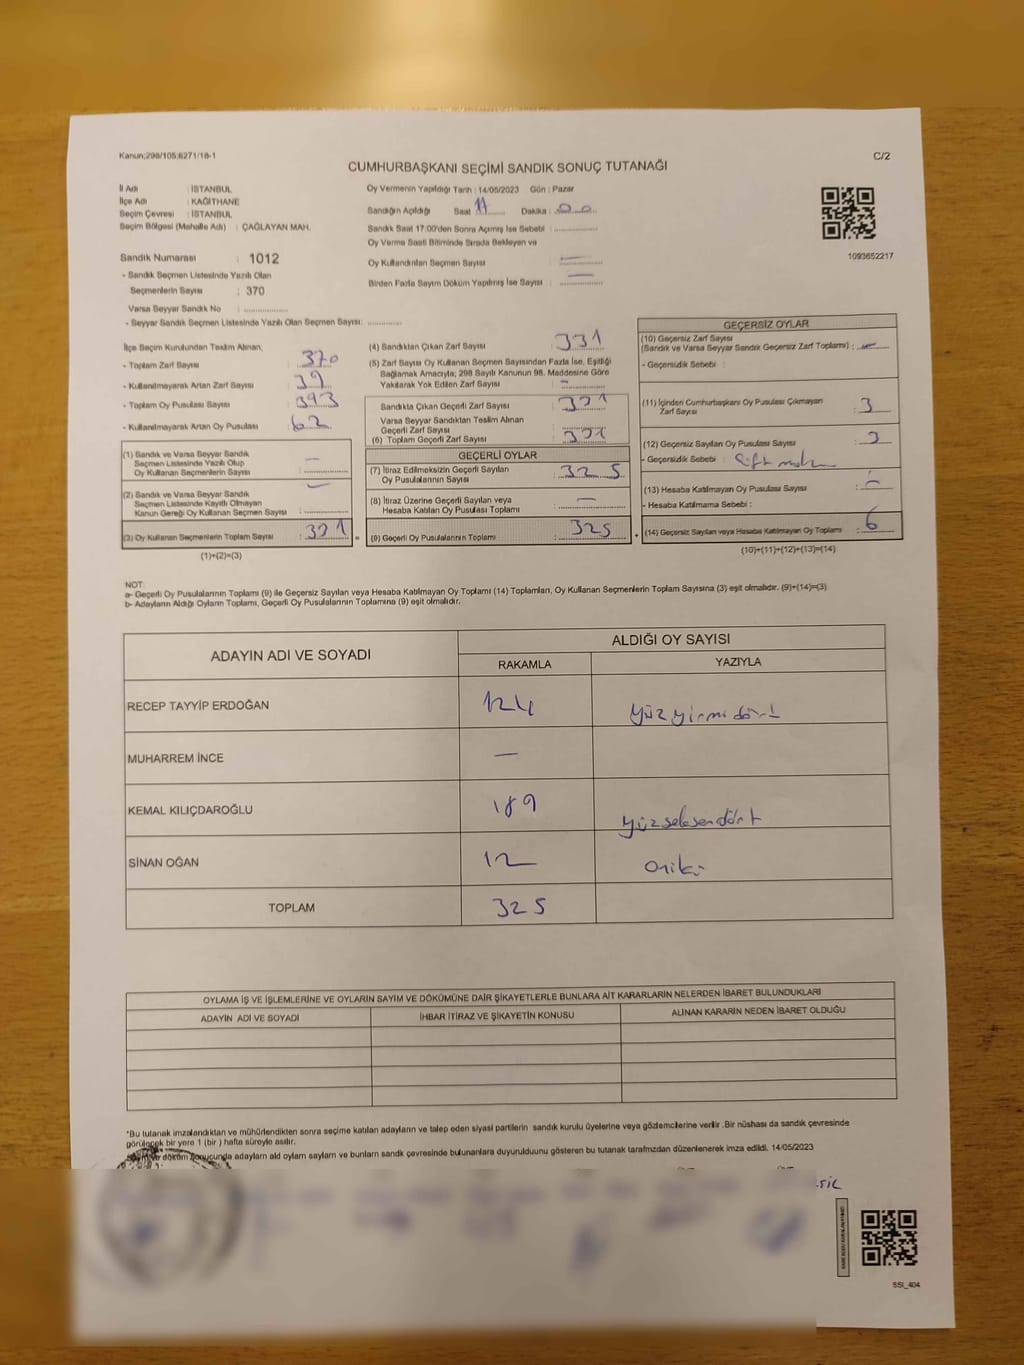 Kanun;298/105;6271/18-1
C/2
CUMHURBAŞKANI SEÇİMİ SANDIK SONUÇ TUTANAĞI
İl Adı : İSTANBUL
İlçe Adı : KAĞITHANE
Seçim Çevresi : İSTANBUL
Seçim Bölgesi (Mahalle Adı) : ÇAĞLAYAN MAH.
Oy Vermenin Yapıldığı Tarih : 14/05/2023 Gün : Pazar
Sandığın Açıldığı Saat : 17 Dakika : 00
Sandık Saat 17.00'den Sonra Açılmış İse Sebebi :
Oy Verme Saati Bitiminde Sırada Bekleyen ve
Oy Kullandırılan Seçmen Sayısı : —
Birden Fazla Sayım Döküm Yapılmış İse Sayısı : —
1093652217
Sandık Numarası : 1012
- Sandık Seçmen Listesinde Yazılı Olan
Seçmenlerin Sayısı : 370
Varsa Seyyar Sandık No :
- Seyyar Sandık Seçmen Listesinde Yazılı Olan Seçmen Sayısı:
İlçe Seçim Kurulundan Teslim Alınan;
- Toplam Zarf Sayısı : 370
- Kullanılmayarak Artan Zarf Sayısı : 39
- Toplam Oy Pusulası Sayısı : 393
- Kullanılmayarak Artan Oy Pusulası : 62
(1) Sandık ve Varsa Seyyar Sandık
Seçmen Listesinde Yazılı Olup
Oy Kullanan Seçmenlerin Sayısı : —
(2) Sandık ve Varsa Seyyar Sandık
Seçmen Listesinde Kayıtlı Olmayan
Kanun Gereği Oy Kullanan Seçmen Sayısı : —
(3) Oy Kullanan Seçmenlerin Toplam Sayısı : 331
(1)+(2)=(3)
(4) Sandıktan Çıkan Zarf Sayısı : 331
(5) Zarf Sayısı Oy Kullanan Seçmen Sayısından Fazla İse, Eşitliği
Sağlamak Amacıyla; 298 Sayılı Kanunun 98. Maddesine Göre
Yakılarak Yok Edilen Zarf Sayısı : —
Sandıkta Çıkan Geçerli Zarf Sayısı : 331
Varsa Seyyar Sandıktan Teslim Alınan
Geçerli Zarf Sayısı
(6) Toplam Geçerli Zarf Sayısı : 331
GEÇERLİ OYLAR
(7) İtiraz Edilmeksizin Geçerli Sayılan
Oy Pusulalarının Sayısı : 325
(8) İtiraz Üzerine Geçerli Sayılan veya
Hesaba Katılan Oy Pusulası Toplamı : —
(9) Geçerli Oy Pusulalarının Toplamı : 325
GEÇERSİZ OYLAR
(10) Geçersiz Zarf Sayısı
(Sandık ve Varsa Seyyar Sandık Geçersiz Zarf Toplamı) : —
- Geçersizlik Sebebi :
(11) İçinden Cumhurbaşkanı Oy Pusulası Çıkmayan
Zarf Sayısı : 3
(12) Geçersiz Sayılan Oy Pusulası Sayısı : 3
- Geçersizlik Sebebi :
(13) Hesaba Katılmayan Oy Pusulası Sayısı : —
- Hesaba Katılmama Sebebi :
(14) Geçersiz Sayılan veya Hesaba Katılmayan Oy Toplamı : 6
(10)+(11)+(12)+(13)=(14)
NOT:
a- Geçerli Oy Pusulalarının Toplamı (9) ile Geçersiz Sayılan veya Hesaba Katılmayan Oy Toplamı (14) Toplamları, Oy Kullanan Seçmenlerin Toplam Sayısına (3) eşit olmalıdır. (9)+(14)=(3)
b- Adayların Aldığı Oyların Toplamı, Geçerli Oy Pusulalarının Toplamına (9) eşit olmalıdır.
ADAYIN ADI VE SOYADI
ALDIĞI OY SAYISI
RAKAMLA YAZIYLA
RECEP TAYYİP ERDOĞAN 124 yüzyirmidört
MUHARREM İNCE —
KEMAL KILIÇDAROĞLU 189 yüzseksendört
SİNAN OĞAN 12 oniki
TOPLAM 325
OYLAMA İŞ VE İŞLEMLERİNE VE OYLARIN SAYIM VE DÖKÜMÜNE DAİR ŞİKAYETLERLE BUNLARA AİT KARARLARIN NELERDEN İBARET BULUNDUKLARI
ADAYIN ADI VE SOYADI İHBAR İTİRAZ VE ŞİKAYETİN KONUSU ALINAN KARARIN NEDEN İBARET OLDUĞU
*Bu tutanak imzalandıktan ve mühürlendikten sonra seçime katılan adayların ve talep eden siyasi partilerin sandık kurulu üyelerine veya gözlemcilerine verilir .Bir nüshası da sandık çevresinde
görülecek bir yere 1 (bir ) hafta süreyle asılır.
Sayım ve döküm sonucunda adayların ald oyların sayların ve bunların sandık çevresinde bulunanlara duyurulduunu gösteren bu tutanak tarafmzdan düzenlenerek imza edildi. 14/05/2023
SSI_404